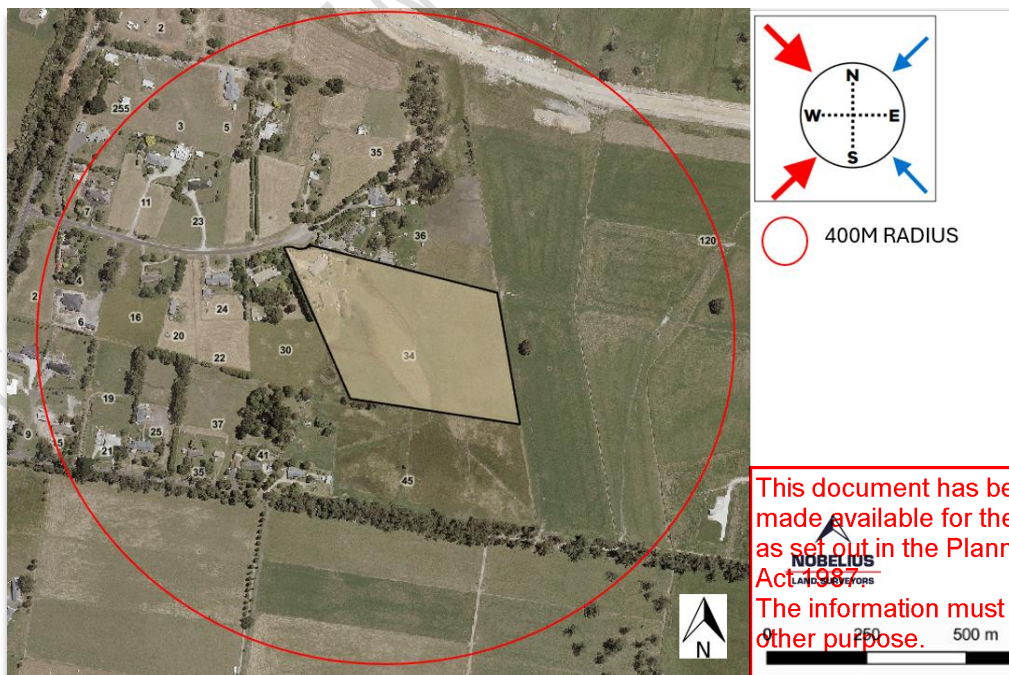 2
255
3
5
35
11
23
7
36
120
4
2
6
16
24
20
22
30
34
19
37
9
15
21
25
35
41
45
N
W E
S
400M RADIUS
This document has be
made available for the
as set out in the Plann
Act 1987.
The information must
other purpose.
NOBELIUS
LAND SURVEYORS
N
0 250 500 m